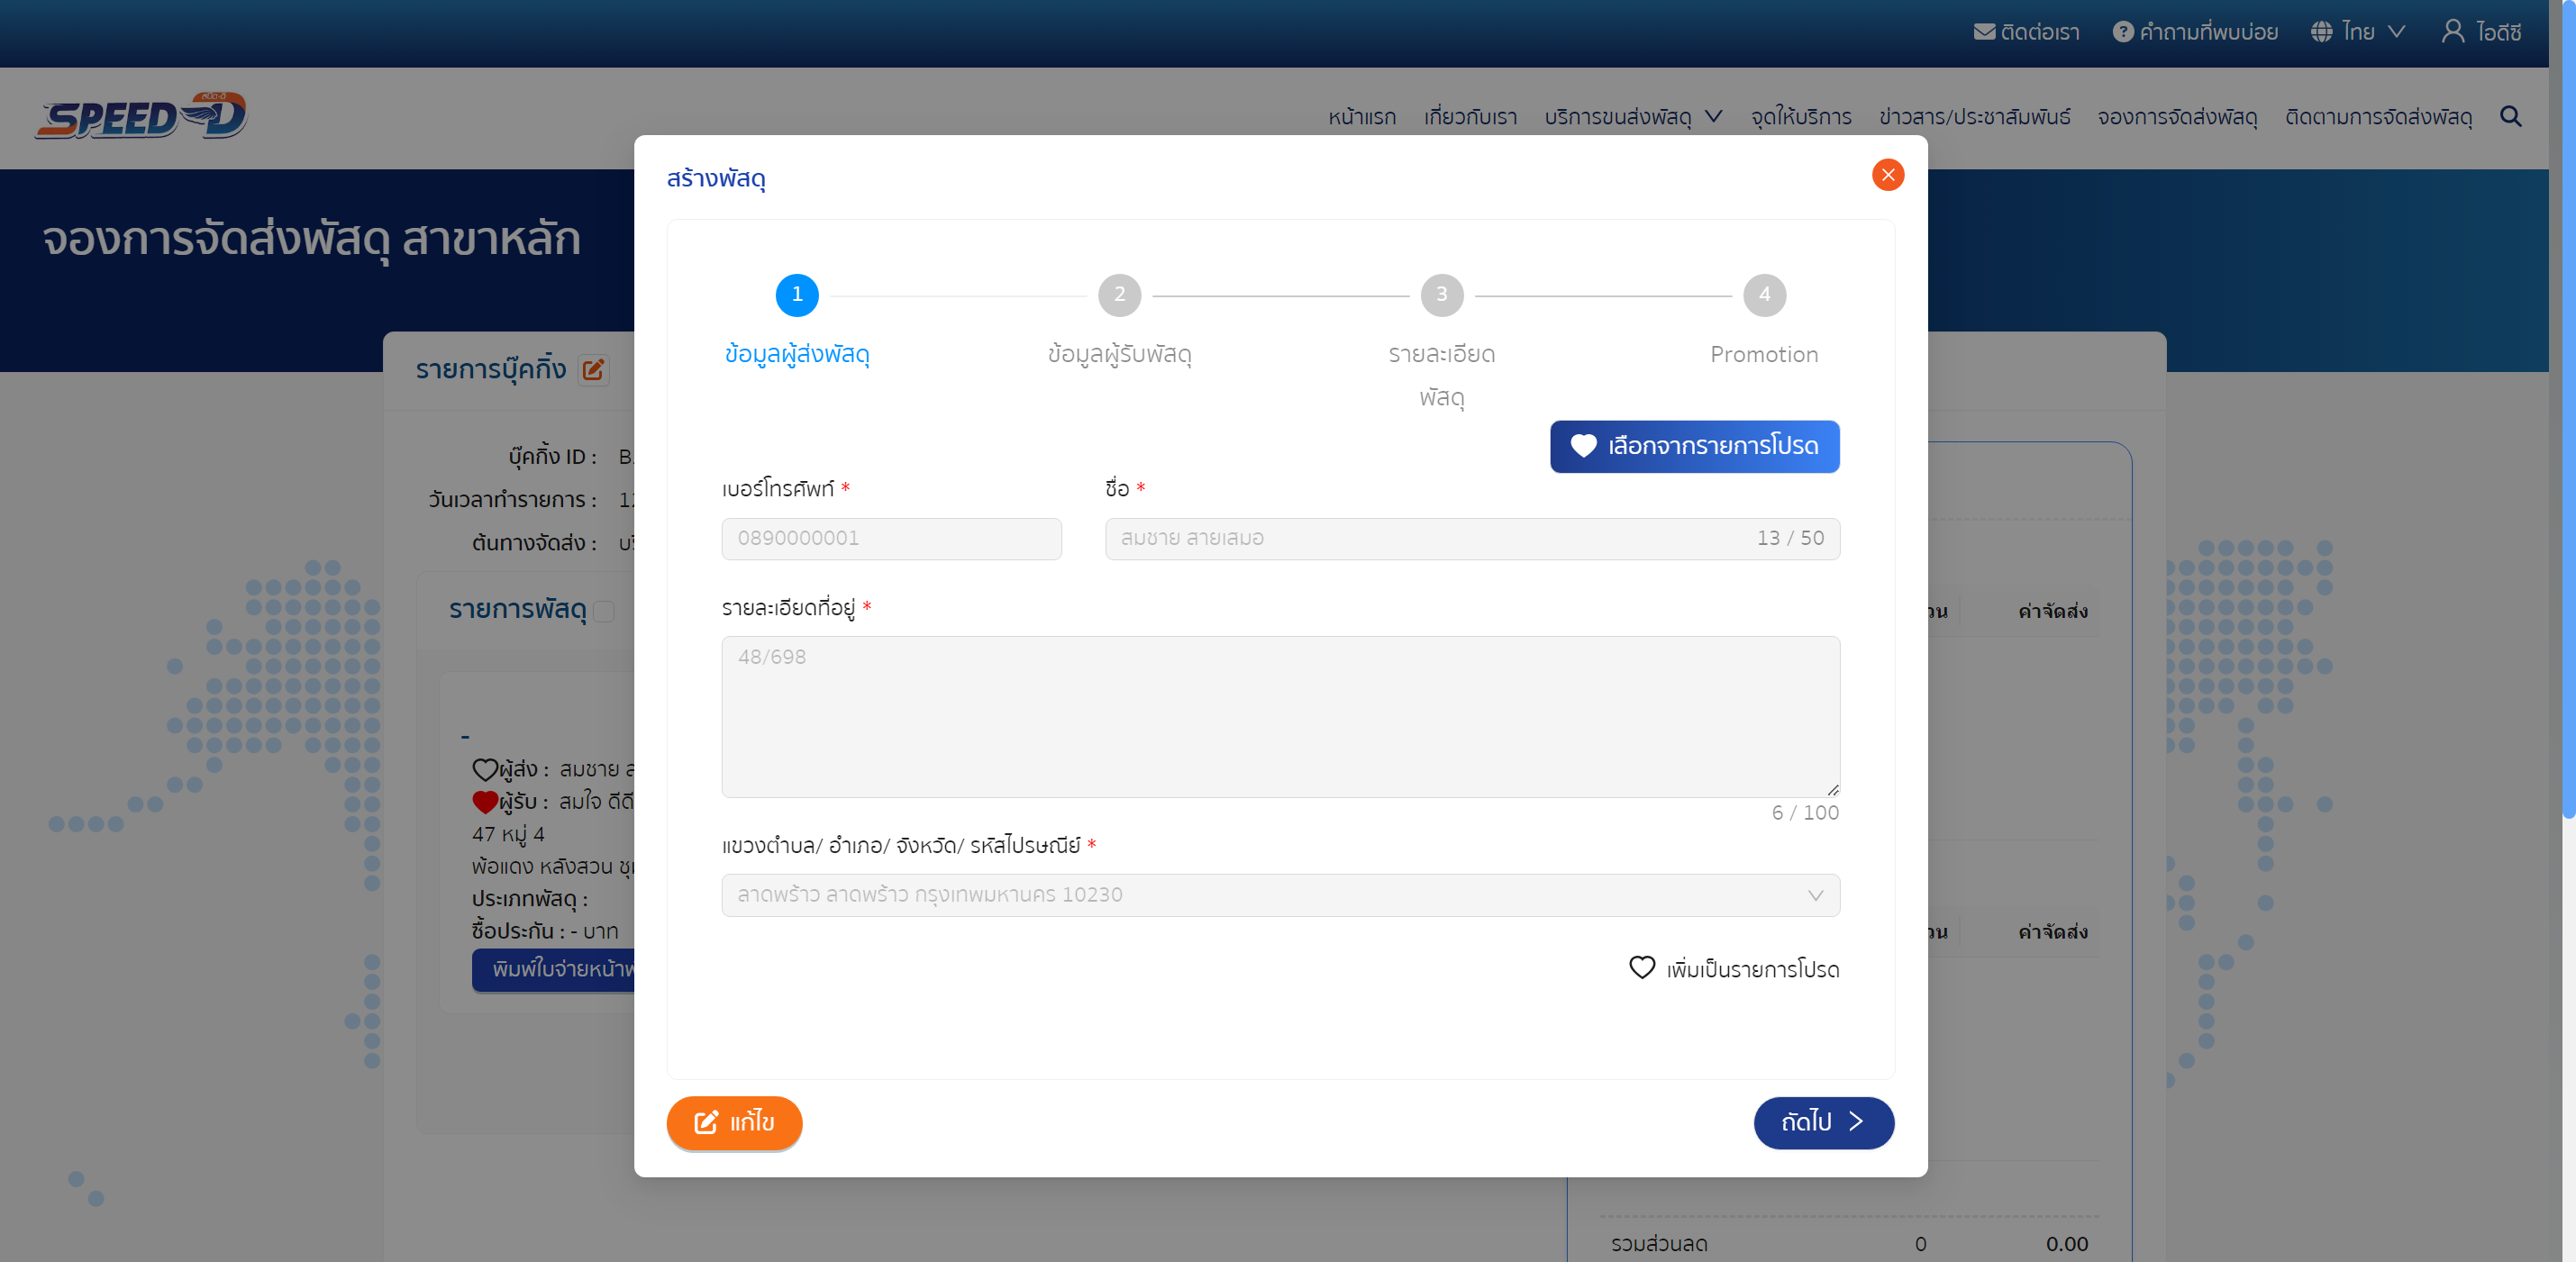 ติดต่อเรา ? คำถามที่พบบ่อย ไทย ไอดีซี
สปีด-ดี
SPEED-D
หน้าแรก เกี่ยวกับเรา บริการขนส่งพัสดุ จุดให้บริการ ข่าวสาร/ประชาสัมพันธ์ จองการจัดส่งพัสดุ ติดตามการจัดส่งพัสดุ
จองการจัดส่งพัสดุ สาขาหลัก
รายการบุ๊คกิ้ง
บุ๊คกิ้ง ID :
วันเวลาทำรายการ :
ต้นทางจัดส่ง :
รายการพัสดุ
-
ผู้ส่ง : สมชาย
ผู้รับ : สมใจ ดีดี
47 หมู่ 4
พ้อแดง หลังสวน
ประเภทพัสดุ :
ซื้อประกัน : - บาท
พิมพ์ใบจ่ายหน้า
สร้างพัสดุ
1 2 3 4
ข้อมูลผู้ส่งพัสดุ ข้อมูลผู้รับพัสดุ รายละเอียด Promotion
พัสดุ
เลือกจากรายการโปรด
เบอร์โทรศัพท์ * ชื่อ *
0890000001 สมชาย สายเสมอ 13 / 50
รายละเอียดที่อยู่ *
48/698
6 / 100
แขวงตำบล/ อำเภอ/ จังหวัด/ รหัสไปรษณีย์ *
ลาดพร้าว ลาดพร้าว กรุงเทพมหานคร 10230
เพิ่มเป็นรายการโปรด
แก้ไข ถัดไป
ค่าจัดส่ง
ค่าจัดส่ง
รวมส่วนลด 0 0.00